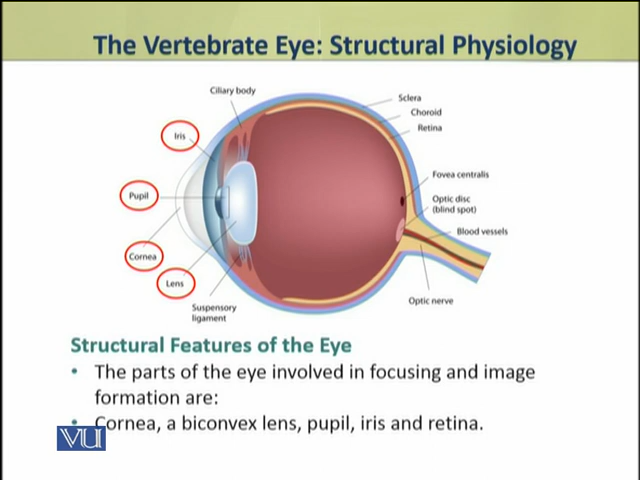 The Vertebrate Eye: Structural Physiology
Ciliary body
Sclera
Choroid
Retina
Iris
Fovea centralis
Pupil
Optic disc
(blind spot)
Blood vessels
Cornea
Lens
Suspensory
ligament
Optic nerve
Structural Features of the Eye
• The parts of the eye involved in focusing and image
formation are:
• Cornea, a biconvex lens, pupil, iris and retina.
VU